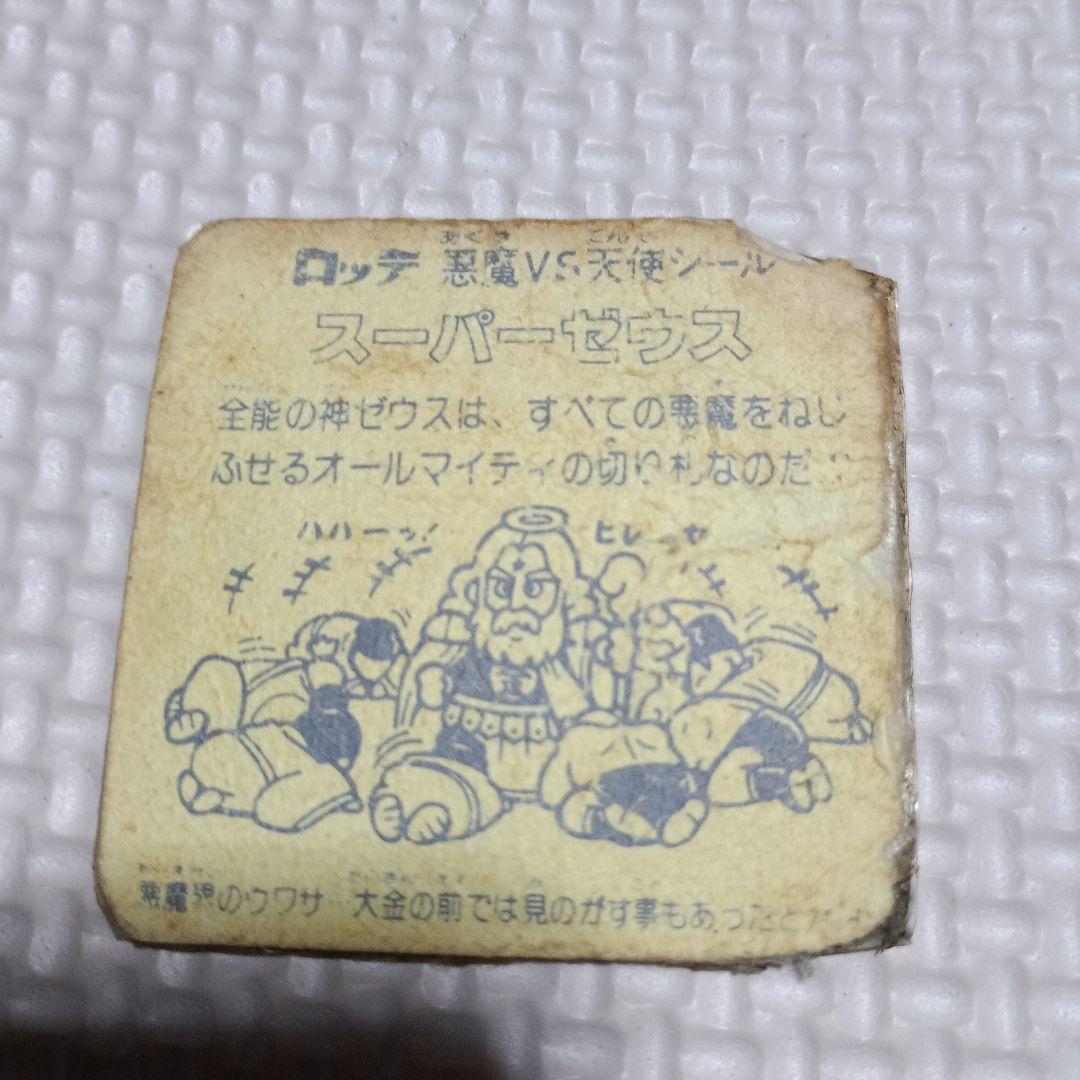 ロッテ 悪魔VS天使シール
スーパーゼウス
全能の神ゼウスは、すべての悪魔をねじ
ふせるオールマイティの切り札なのだ
ハハーッ!
ヒレ
悪魔界のウワサ 大金の前では見のがす事もあったとか